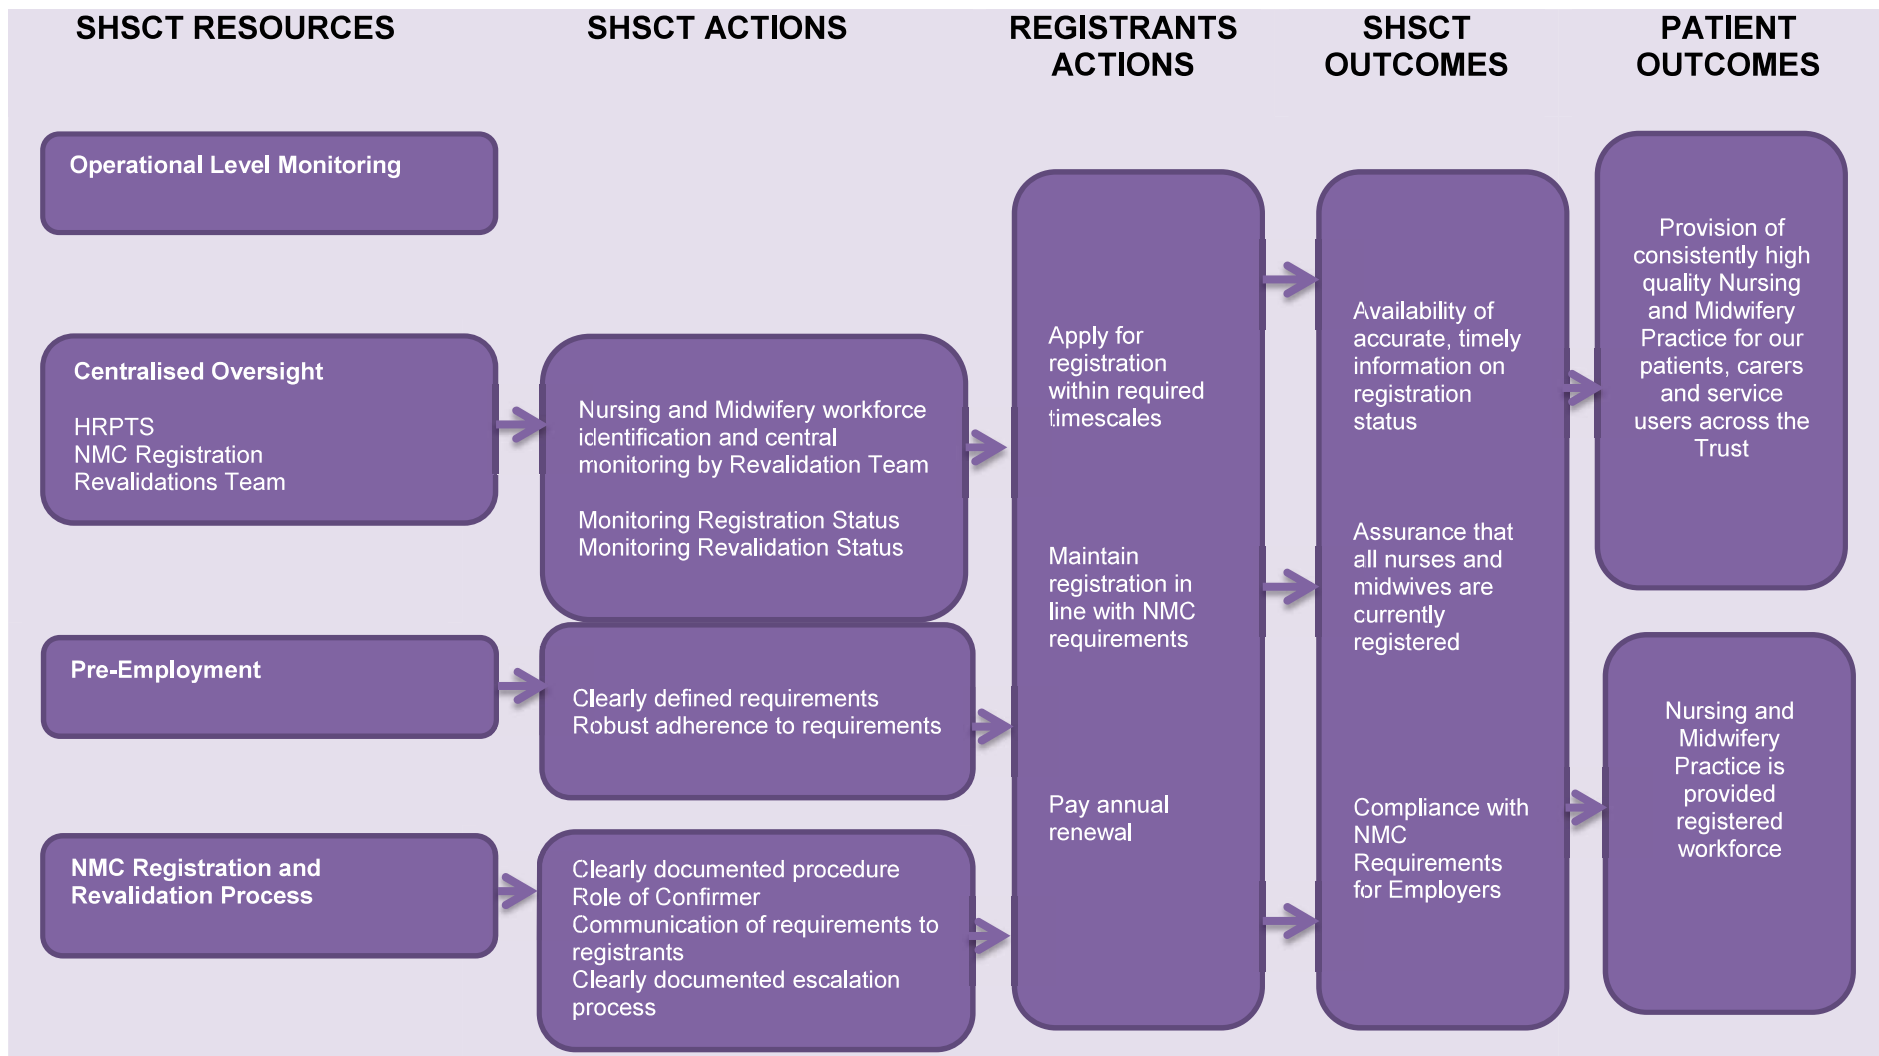 SHSCT RESOURCES
SHSCT ACTIONS
REGISTRANTS
ACTIONS
SHSCT
OUTCOMES
PATIENT
OUTCOMES
Operational Level Monitoring
Centralised Oversight
HRPTS
NMC Registration
Revalidations Team
Pre-Employment
NMC Registration and
Revalidation Process
Nursing and Midwifery workforce
identification and central
monitoring by Revalidation Team
Monitoring Registration Status
Monitoring Revalidation Status
Clearly defined requirements
Robust adherence to requirements
Clearly documented procedure
Role of Confirmer
Communication of requirements to
registrants
Clearly documented escalation
process
Apply for
registration
within required
timescales
Maintain
registration in
line with NMC
requirements
Pay annual
renewal
Availability of
accurate, timely
information on
registration
status
Assurance that
all nurses and
midwives are
currently
registered
Compliance with
NMC
Requirements
for Employers
Provision of
consistently high
quality Nursing
and Midwifery
Practice for our
patients, carers
and service
users across the
Trust
Nursing and
Midwifery
Practice is
provided
registered
workforce